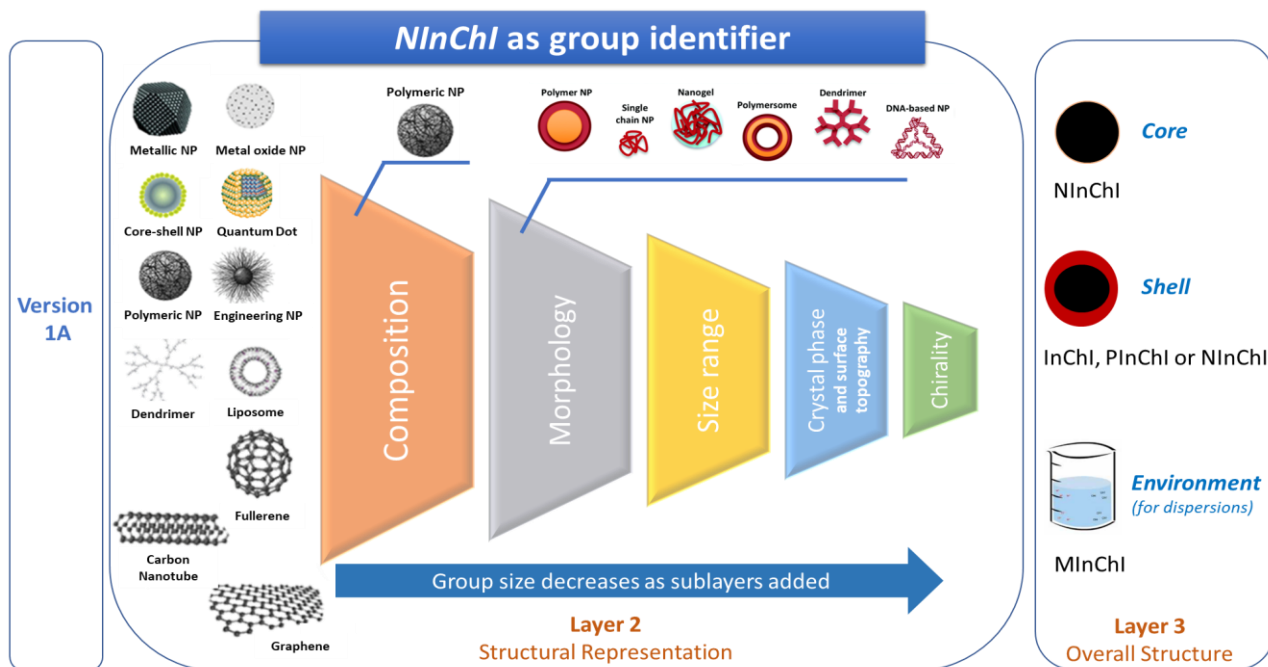 NInChI as group identifier
Version
1A
Metallic NP
Metal oxide NP
Core-shell NP
Quantum Dot
Polymeric NP
Engineering NP
Dendrimer
Liposome
Fullerene
Carbon
Nanotube
Graphene
Polymeric NP
Polymer NP
Single
chain NP
Nanogel
Polymersome
Dendrimer
DNA-based NP
Composition
Morphology
Size range
Crystal phase
and surface
topography
Chirality
Group size decreases as sublayers added
Layer 2
Structural Representation
Core
NInChI
Shell
InChI, PInChI or NInChI
Environment
(for dispersions)
MInChI
Layer 3
Overall Structure